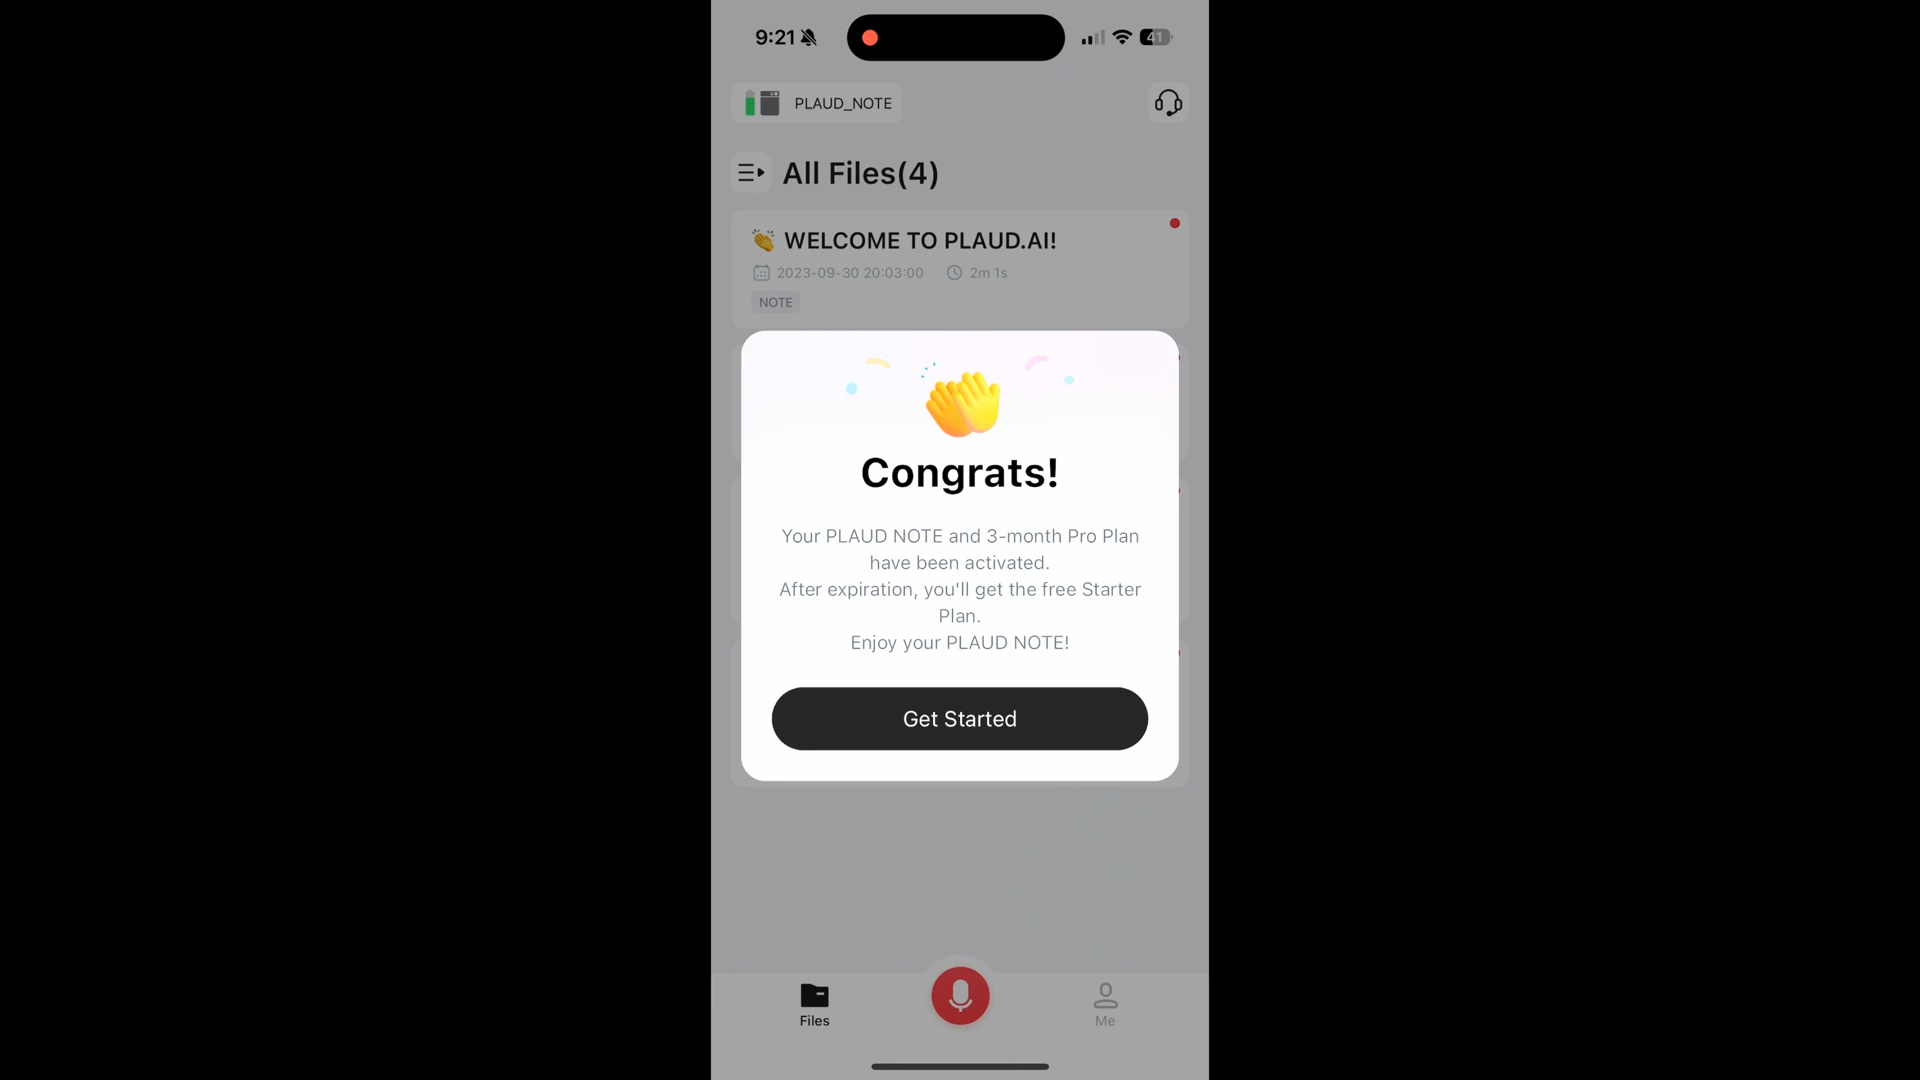 9:21
41
PLAUD_NOTE
All Files(4)
👏 WELCOME TO PLAUD.AI!
2023-09-30 20:03:00 2m 1s
NOTE
Congrats!
Your PLAUD NOTE and 3-month Pro Plan
have been activated.
After expiration, you'll get the free Starter
Plan.
Enjoy your PLAUD NOTE!
Get Started
Files
Me